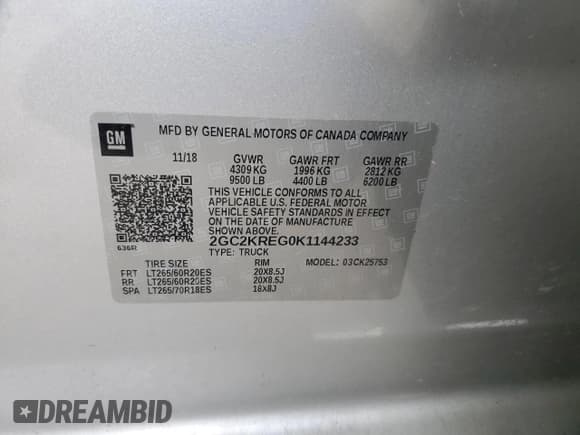 GM
MFD BY GENERAL MOTORS OF CANADA COMPANY
11/18 GVWR GAWR FRT GAWR RR
4309 KG 1996 KG 2812 KG
9500 LB 4400 LB 6200 LB
THIS VEHICLE CONFORMS TO ALL
APPLICABLE U.S. FEDERAL MOTOR
VEHICLE SAFETY STANDARDS IN EFFECT
ON THE DATE OF MANUFACTURE
SHOWN ABOVE.
636R 2GC2KREG0K1144233
TYPE: TRUCK
TIRE SIZE RIM MODEL: 03CK25753
FRT LT265/60R20ES 20X8.5J
RR LT265/60R20ES 20X8.5J
SPA LT265/70R18ES 18X8J
DREAMBID